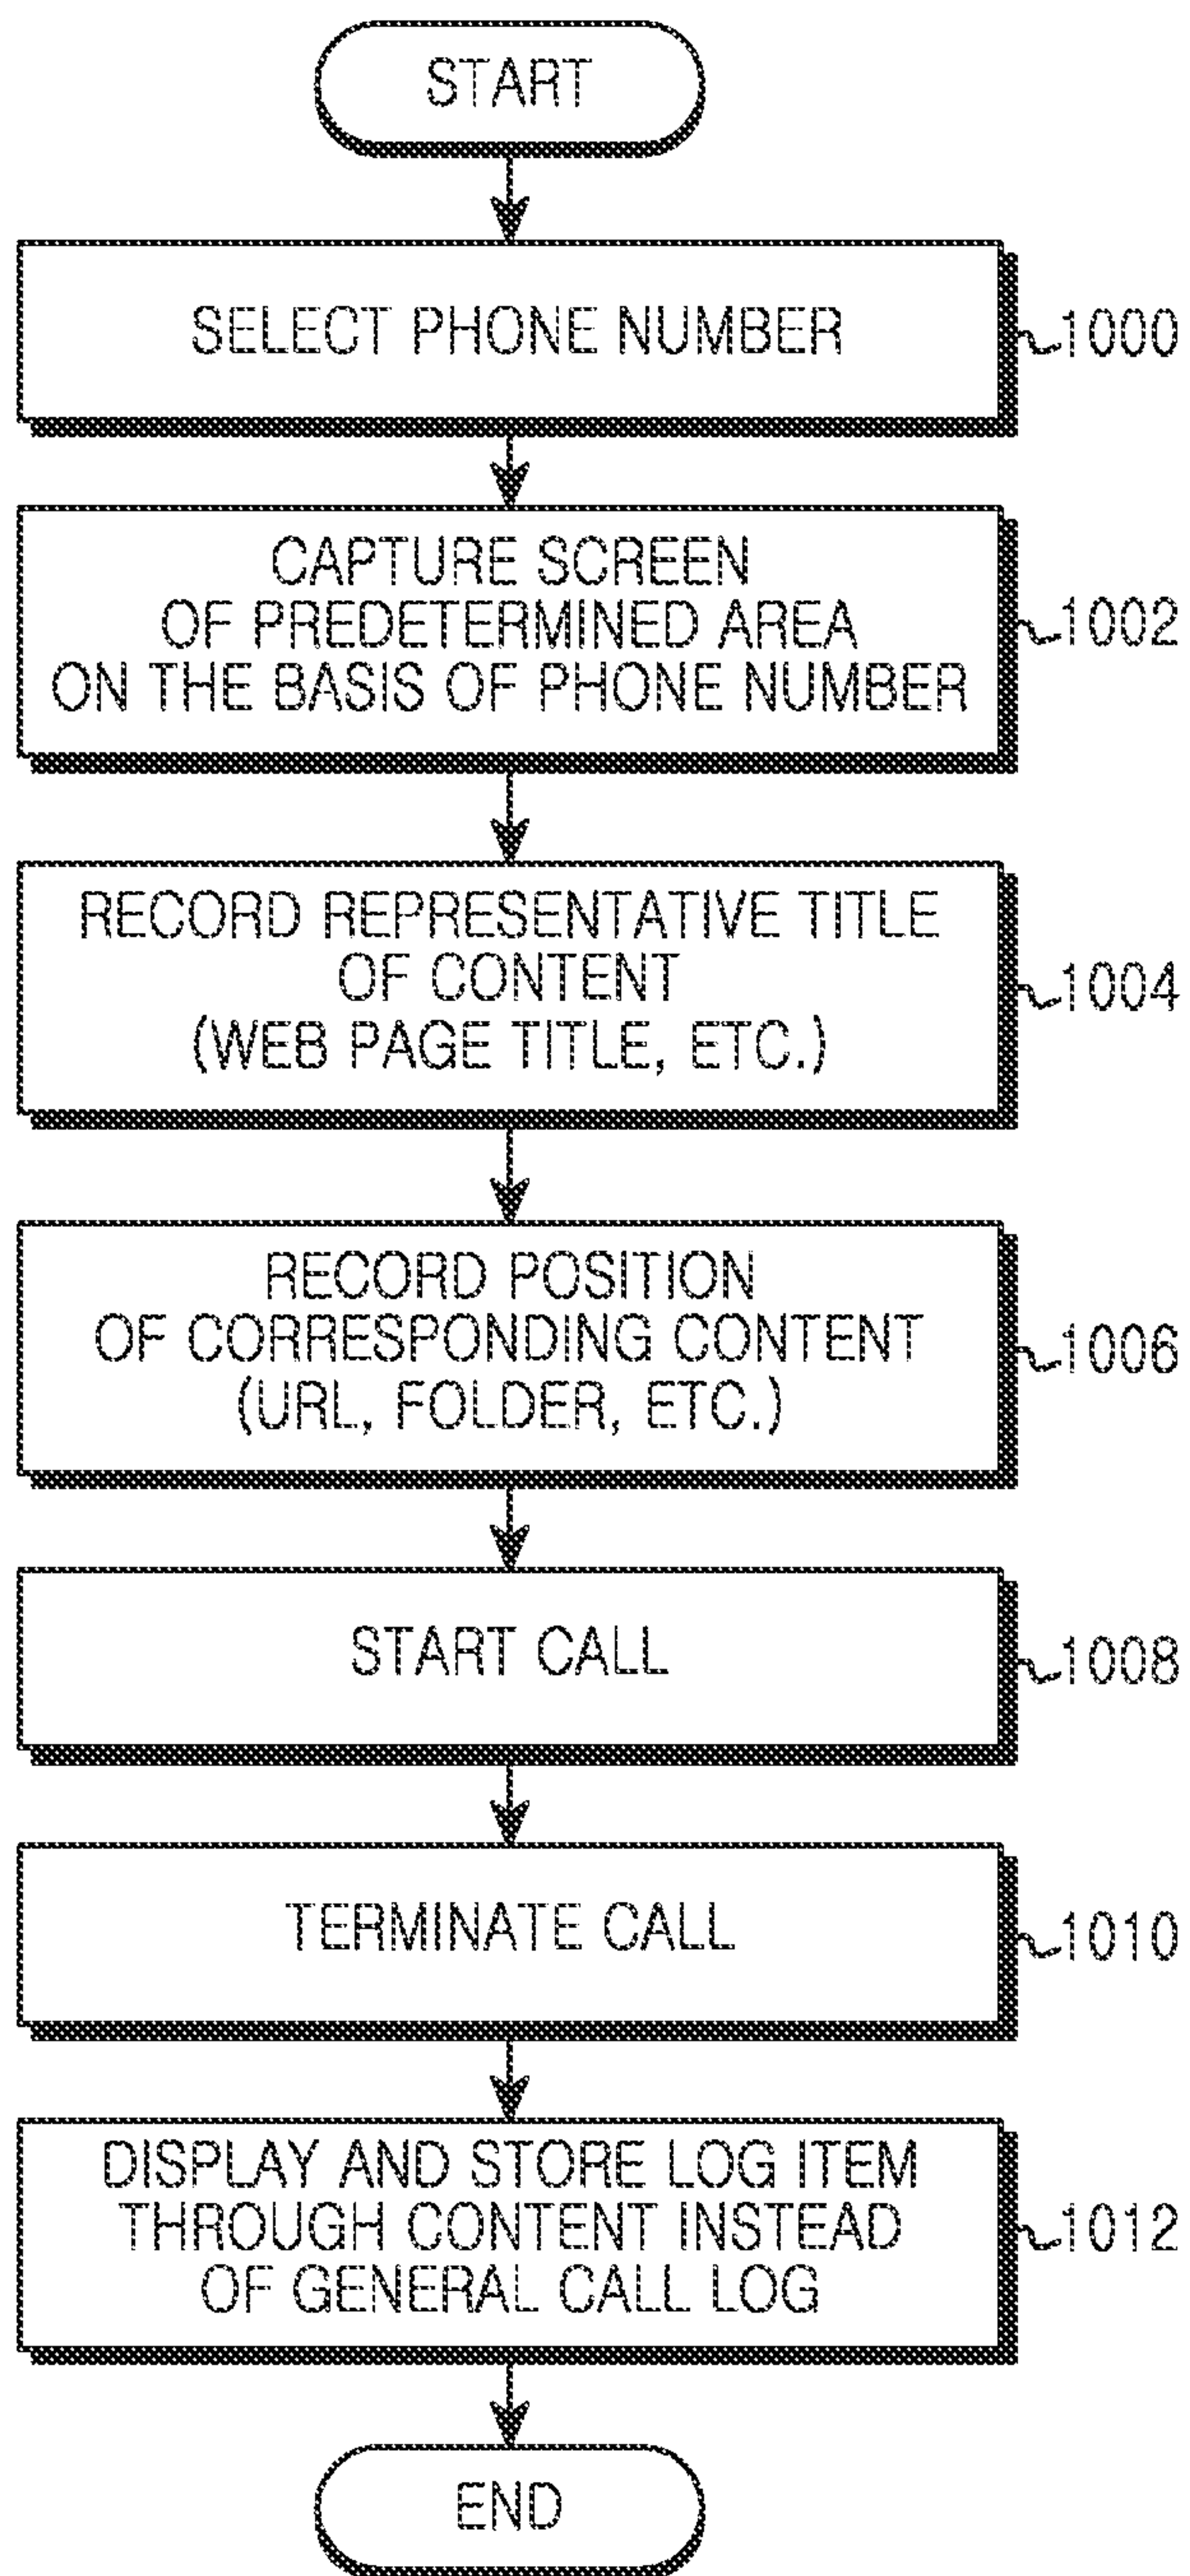 START
SELECT PHONE NUMBER
1000
CAPTURE SCREEN
OF PREDETERMINED AREA
ON THE BASIS OF PHONE NUMBER
1002
RECORD REPRESENTATIVE TITLE
OF CONTENT
(WEB PAGE TITLE, ETC.)
1004
RECORD POSITION
OF CORRESPONDING CONTENT
(URL, FOLDER, ETC.)
1006
START CALL
1008
TERMINATE CALL
1010
DISPLAY AND STORE LOG ITEM
THROUGH CONTENT INSTEAD
OF GENERAL CALL LOG
1012
END